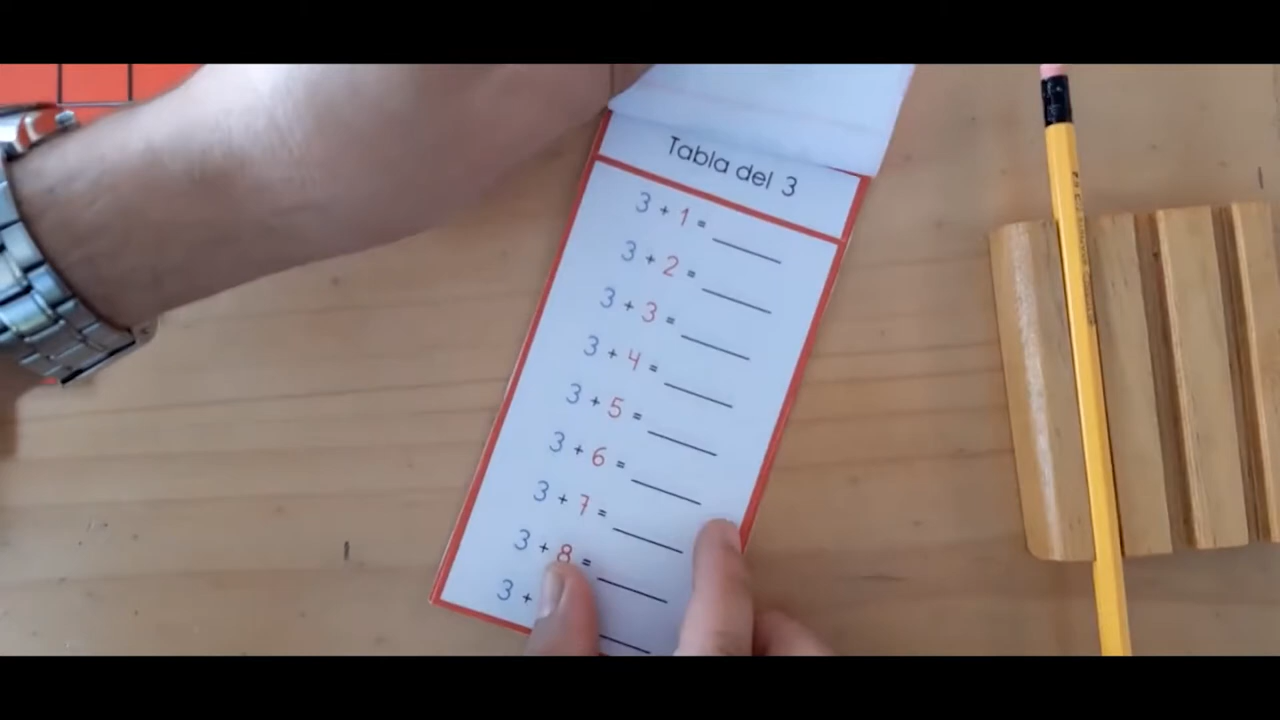 Tabla del 3
3 + 1 =
3 + 2 =
3 + 3 =
3 + 4 =
3 + 5 =
3 + 6 =
3 + 7 =
3 + 8 =
3 +